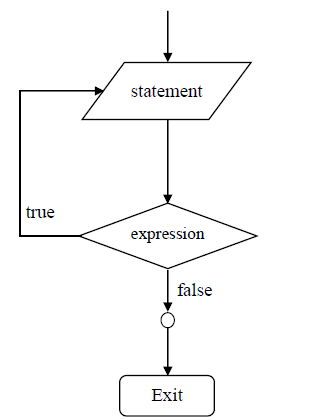 statement
true
expression
false
Exit